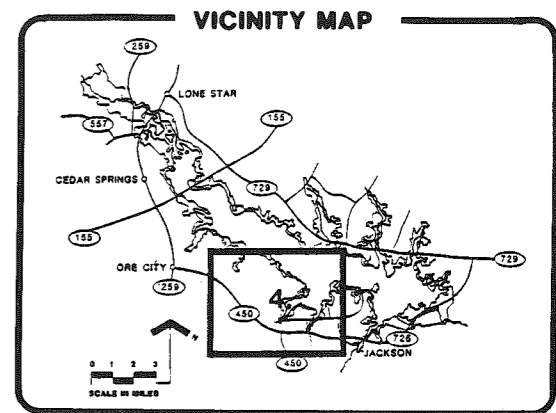 VICINITY MAP
259
LONE STAR
557
155
CEDAR SPRINGS
729
155
ORE CITY
729
259
4
450
726
JACKSON
450
N
0 1 2 3
SCALE IN MILES